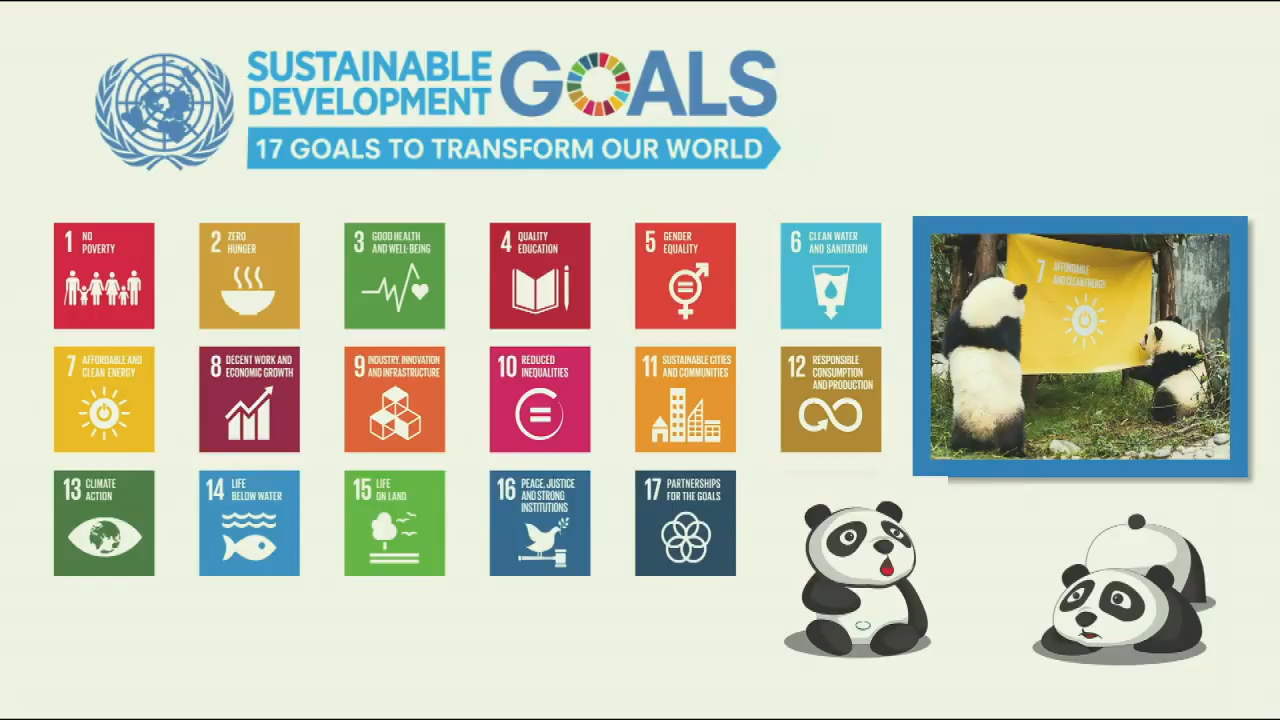 SUSTAINABLE
DEVELOPMENT
GOALS
17 GOALS TO TRANSFORM OUR WORLD
1 NO
POVERTY
2 ZERO
HUNGER
3 GOOD HEALTH
AND WELL-BEING
4 QUALITY
EDUCATION
5 GENDER
EQUALITY
6 CLEAN WATER
AND SANITATION
7 AFFORDABLE
AND CLEAN ENERGY
7 AFFORDABLE AND
CLEAN ENERGY
8 DECENT WORK AND
ECONOMIC GROWTH
9 INDUSTRY, INNOVATION
AND INFRASTRUCTURE
10 REDUCED
INEQUALITIES
11 SUSTAINABLE CITIES
AND COMMUNITIES
12 RESPONSIBLE
CONSUMPTION
AND PRODUCTION
13 CLIMATE
ACTION
14 LIFE
BELOW WATER
15 LIFE
ON LAND
16 PEACE, JUSTICE
AND STRONG
INSTITUTIONS
17 PARTNERSHIPS
FOR THE GOALS